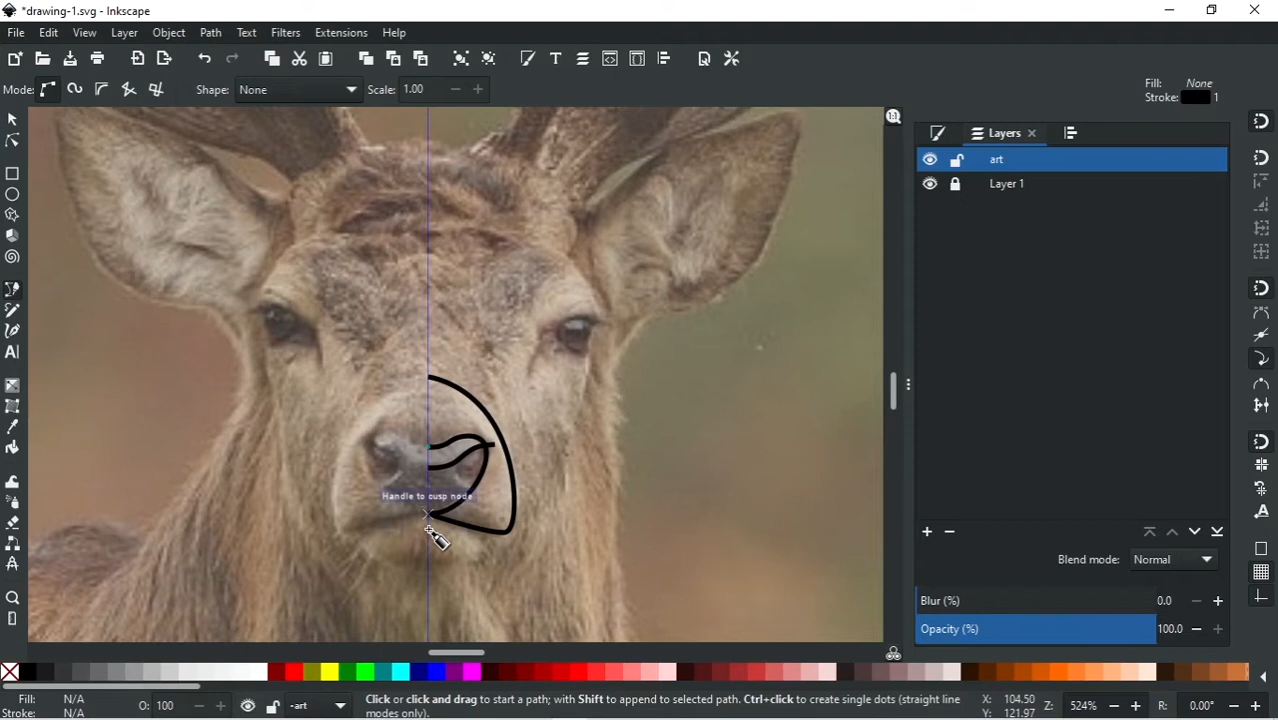 *drawing-1.svg - Inkscape
File Edit View Layer Object Path Text Filters Extensions Help
Mode: Shape: None Scale: 1.00
Fill: None
Stroke: 1
Layers
art
Layer 1
Handle to cusp node
Blend mode: Normal
Blur (%) 0.0
Opacity (%) 100.0
Fill: N/A
Stroke: N/A
O: 100
-art
Click or click and drag to start a path; with Shift to append to selected path. Ctrl+click to create single dots (straight line
modes only).
X: 104.50
Y: 121.97
Z: 524%
R: 0.00°